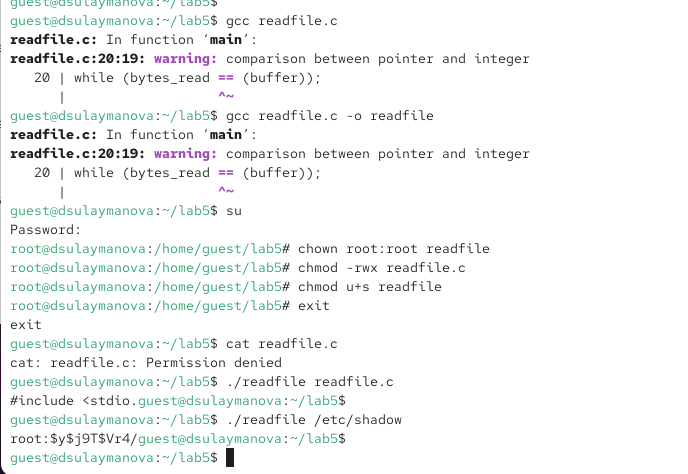 guest@dsulaymanova:~/lab5$
guest@dsulaymanova:~/lab5$ gcc readfile.c
readfile.c: In function ‘main’:
readfile.c:20:19: warning: comparison between pointer and integer
   20 | while (bytes_read == (buffer));
      |                   ^~
guest@dsulaymanova:~/lab5$ gcc readfile.c -o readfile
readfile.c: In function ‘main’:
readfile.c:20:19: warning: comparison between pointer and integer
   20 | while (bytes_read == (buffer));
      |                   ^~
guest@dsulaymanova:~/lab5$ su
Password:
root@dsulaymanova:/home/guest/lab5# chown root:root readfile
root@dsulaymanova:/home/guest/lab5# chmod -rwx readfile.c
root@dsulaymanova:/home/guest/lab5# chmod u+s readfile
root@dsulaymanova:/home/guest/lab5# exit
exit
guest@dsulaymanova:~/lab5$ cat readfile.c
cat: readfile.c: Permission denied
guest@dsulaymanova:~/lab5$ ./readfile readfile.c
#include <stdio.guest@dsulaymanova:~/lab5$
guest@dsulaymanova:~/lab5$ ./readfile /etc/shadow
root:$y$j9T$Vr4/guest@dsulaymanova:~/lab5$
guest@dsulaymanova:~/lab5$